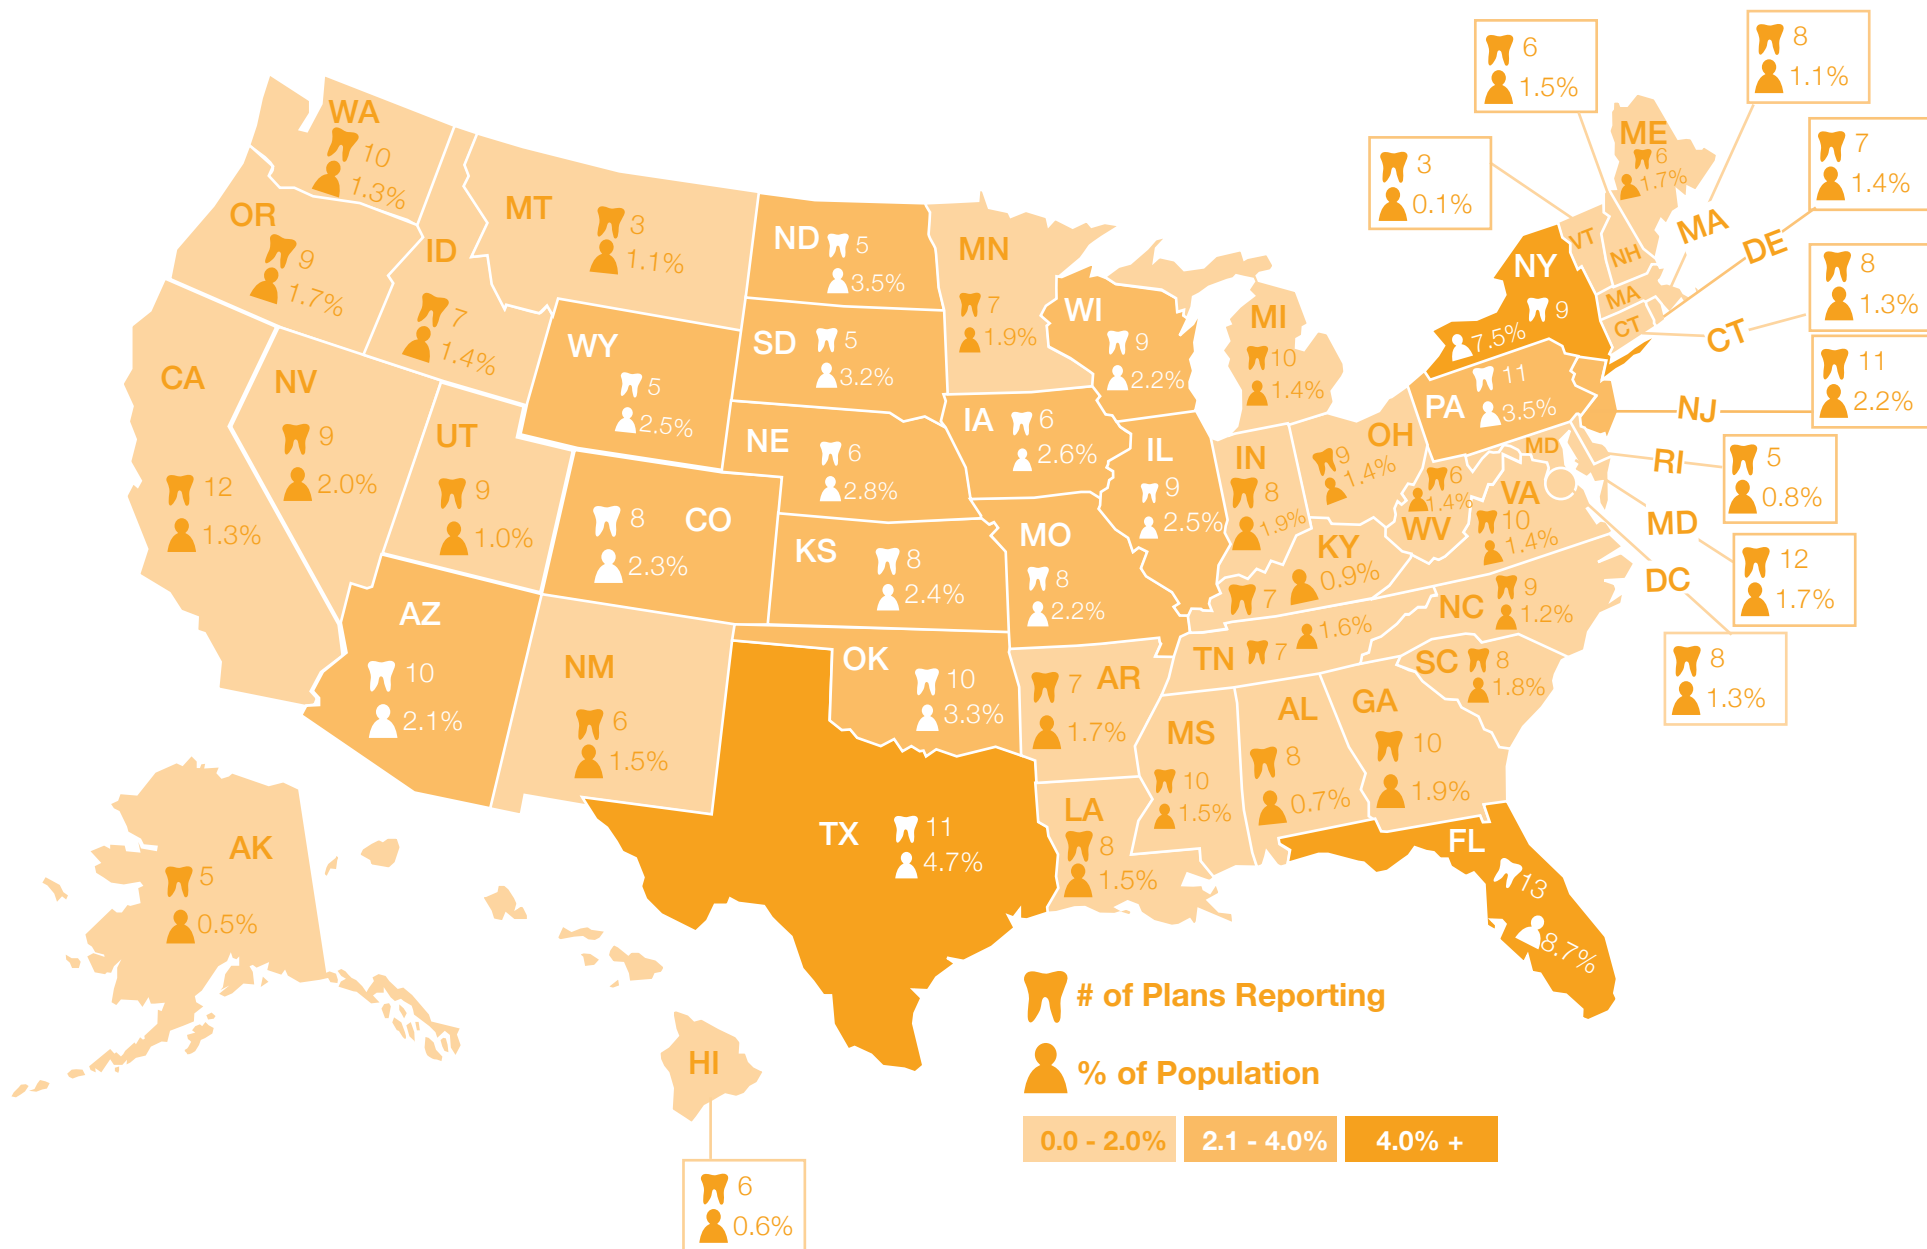 WA
10
1.3%
OR
9
1.7%
ID
7
1.4%
MT
3
1.1%
ND
5
3.5%
MN
7
1.9%
SD
5
3.2%
WY
5
2.5%
WI
9
2.2%
MI
10
1.4%
CA
12
1.3%
NV
9
2.0%
UT
9
1.0%
CO
8
2.3%
NE
6
2.8%
IA
6
2.6%
IL
9
2.5%
IN
8
1.9%
OH
9
1.4%
KS
8
2.4%
MO
8
2.2%
KY
7
0.9%
WV
6
1.4%
VA
10
1.4%
AZ
10
2.1%
NM
6
1.5%
OK
10
3.3%
AR
7
1.7%
TN
7
1.6%
NC
9
1.2%
SC
8
1.8%
MS
10
1.5%
AL
8
0.7%
GA
10
1.9%
LA
8
1.5%
TX
11
4.7%
FL
13
8.7%
AK
5
0.5%
HI
6
0.6%
NY
9
7.5%
PA
11
3.5%
ME
6
1.7%
VT
3
0.1%
NH
6
1.5%
MA
MA
8
1.1%
DE
7
1.4%
CT
CT
8
1.3%
NJ
11
2.2%
RI
5
0.8%
MD
MD
12
1.7%
DC
8
1.3%
# of Plans Reporting
% of Population
0.0 - 2.0%
2.1 - 4.0%
4.0% +